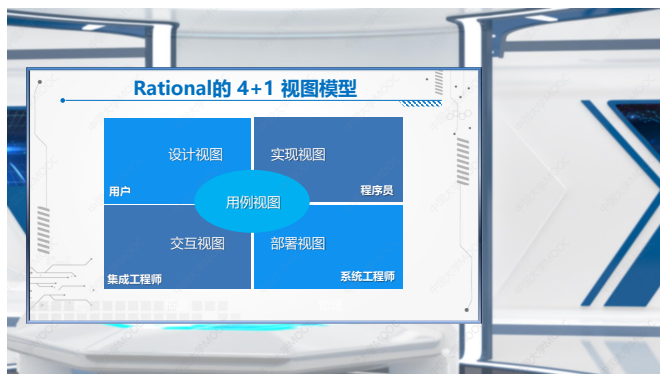 Rational的 4+1 视图模型
设计视图
用户
实现视图
程序员
用例视图
交互视图
集成工程师
部署视图
系统工程师